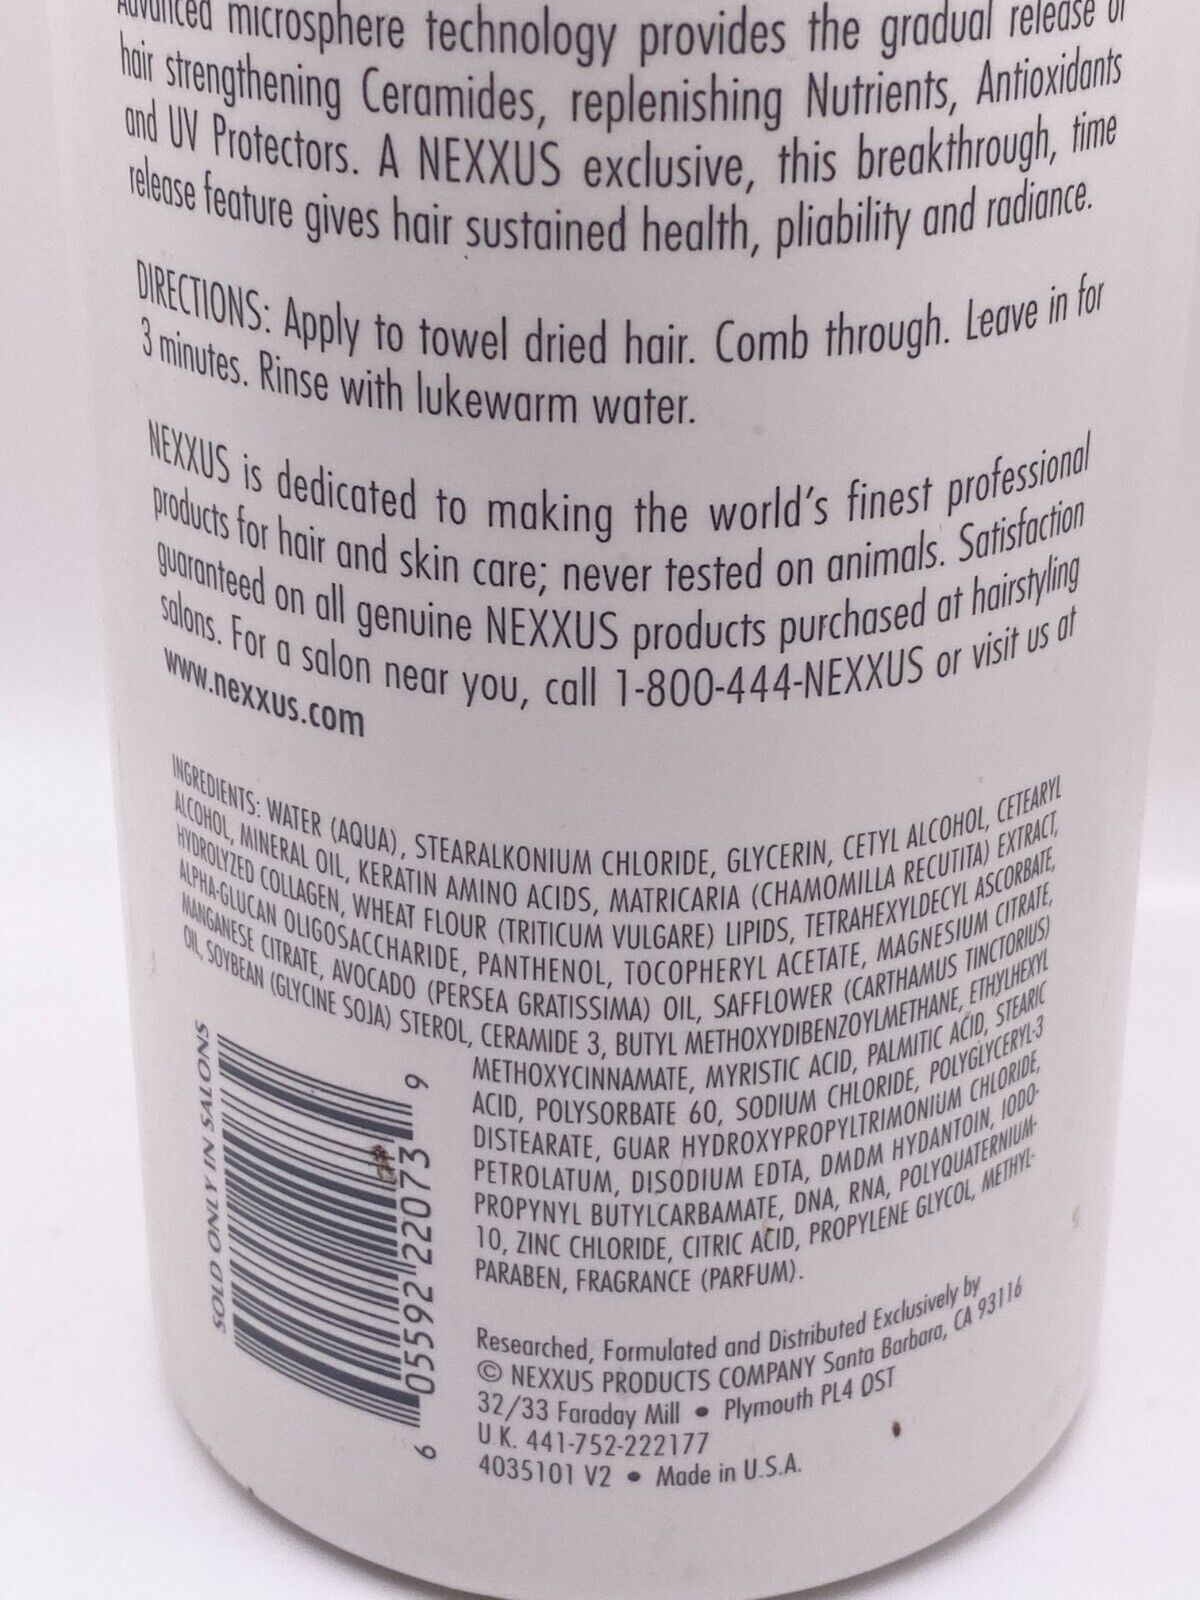 Advanced microsphere technology provides the gradual release of
hair strengthening Ceramides, replenishing Nutrients, Antioxidants
and UV Protectors. A NEXXUS exclusive, this breakthrough, time
release feature gives hair sustained health, pliability and radiance.
DIRECTIONS: Apply to towel dried hair. Comb through. Leave in for
3 minutes. Rinse with lukewarm water.
NEXXUS is dedicated to making the world's finest professional
products for hair and skin care; never tested on animals. Satisfaction
guaranteed on all genuine NEXXUS products purchased at hairstyling
salons. For a salon near you, call 1-800-444-NEXXUS or visit us at
www.nexxus.com
INGREDIENTS: WATER (AQUA), STEARALKONIUM CHLORIDE, GLYCERIN, CETYL ALCOHOL, CETEARYL
ALCOHOL, MINERAL OIL, KERATIN AMINO ACIDS, MATRICARIA (CHAMOMILLA RECUTITA) EXTRACT,
HYDROLYZED COLLAGEN, WHEAT FLOUR (TRITICUM VULGARE) LIPIDS, TETRAHEXYLDECYL ASCORBATE,
ALPHA-GLUCAN OLIGOSACCHARIDE, PANTHENOL, TOCOPHERYL ACETATE, MAGNESIUM CITRATE,
MANGANESE CITRATE, AVOCADO (PERSEA GRATISSIMA) OIL, SAFFLOWER (CARTHAMUS TINCTORIUS)
OIL, SOYBEAN (GLYCINE SOJA) STEROL, CERAMIDE 3, BUTYL METHOXYDIBENZOYLMETHANE, ETHYLHEXYL
METHOXYCINNAMATE, MYRISTIC ACID, PALMITIC ACID, STEARIC
ACID, POLYSORBATE 60, SODIUM CHLORIDE, POLYGLYCERYL-3
DISTEARATE, GUAR HYDROXYPROPYLTRIMONIUM CHLORIDE,
PETROLATUM, DISODIUM EDTA, DMDM HYDANTOIN, IODO-
PROPYNYL BUTYLCARBAMATE, DNA, RNA, POLYQUATERNIUM-
10, ZINC CHLORIDE, CITRIC ACID, PROPYLENE GLYCOL, METHYL-
PARABEN, FRAGRANCE (PARFUM).
SOLD ONLY IN SALONS
6 05592 22073 9
Researched, Formulated and Distributed Exclusively by
© NEXXUS PRODUCTS COMPANY Santa Barbara, CA 93116
32/33 Faraday Mill • Plymouth PL4 0ST
U.K. 441-752-222177
4035101 V2 • Made in U.S.A.